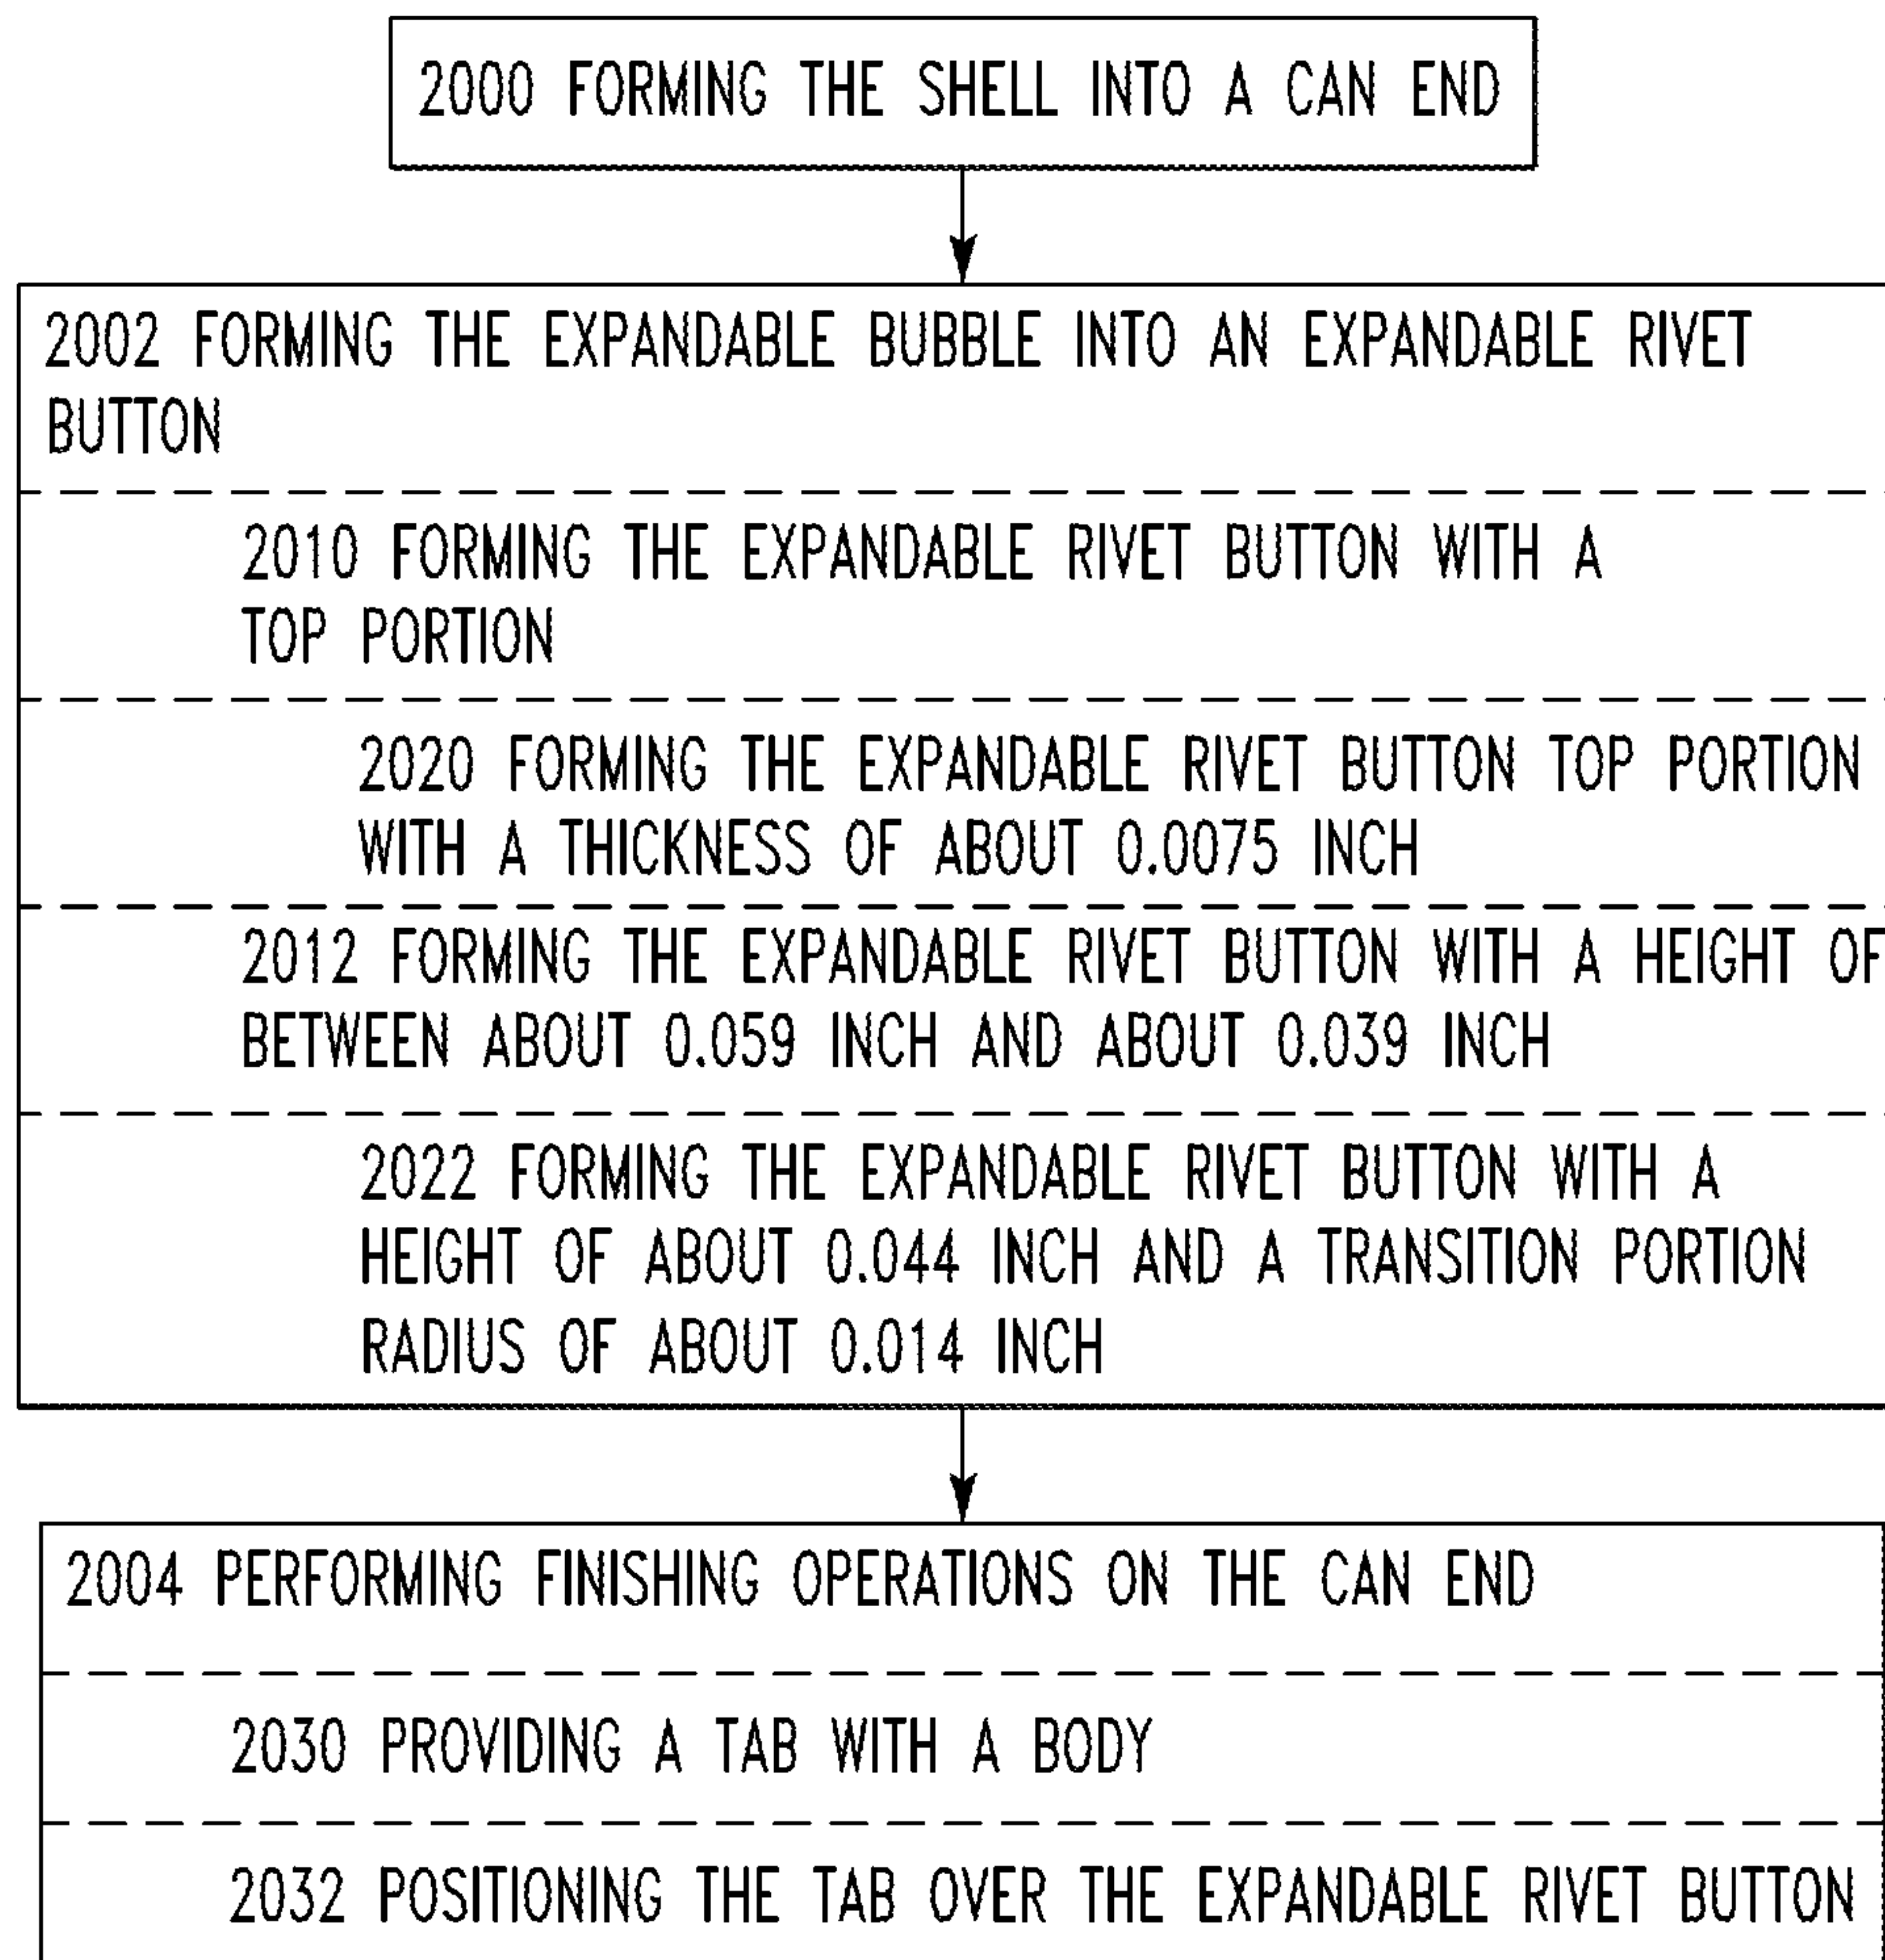 2000 FORMING THE SHELL INTO A CAN END
2002 FORMING THE EXPANDABLE BUBBLE INTO AN EXPANDABLE RIVET
BUTTON
2010 FORMING THE EXPANDABLE RIVET BUTTON WITH A
TOP PORTION
2020 FORMING THE EXPANDABLE RIVET BUTTON TOP PORTION
WITH A THICKNESS OF ABOUT 0.0075 INCH
2012 FORMING THE EXPANDABLE RIVET BUTTON WITH A HEIGHT OF
BETWEEN ABOUT 0.059 INCH AND ABOUT 0.039 INCH
2022 FORMING THE EXPANDABLE RIVET BUTTON WITH A
HEIGHT OF ABOUT 0.044 INCH AND A TRANSITION PORTION
RADIUS OF ABOUT 0.014 INCH
2004 PERFORMING FINISHING OPERATIONS ON THE CAN END
2030 PROVIDING A TAB WITH A BODY
2032 POSITIONING THE TAB OVER THE EXPANDABLE RIVET BUTTON